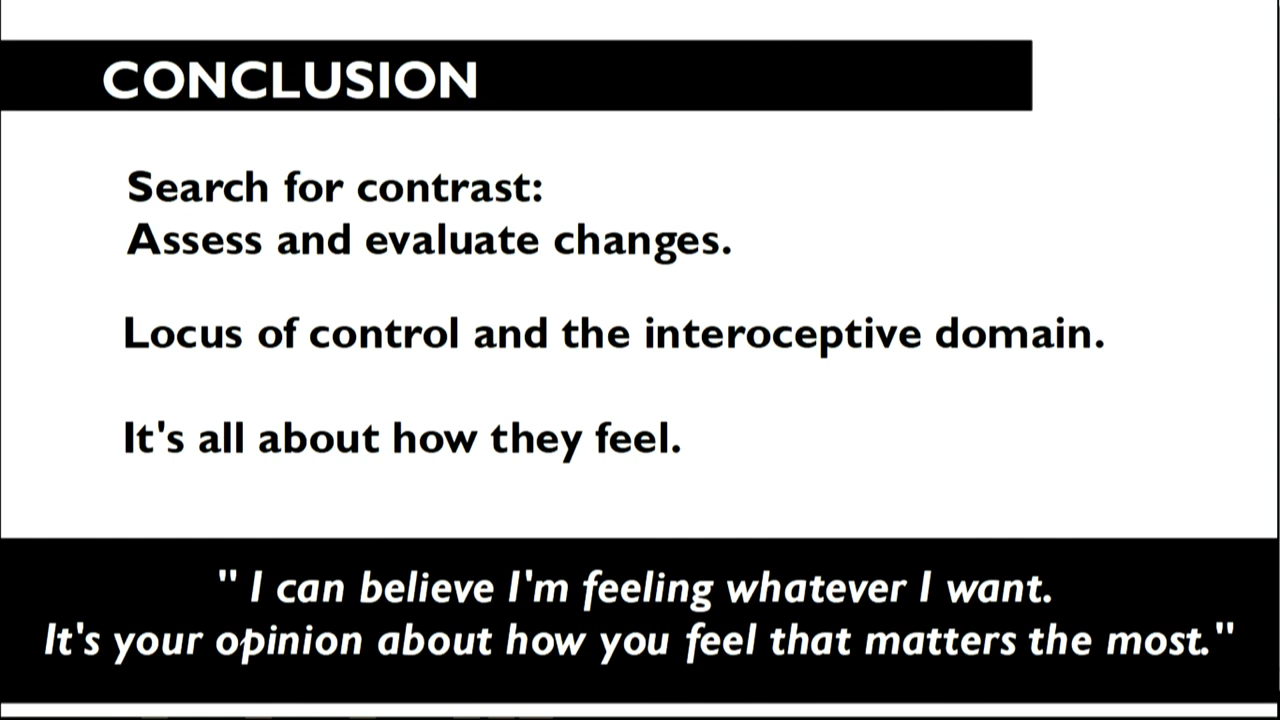 CONCLUSION
Search for contrast:
Assess and evaluate changes.
Locus of control and the interoceptive domain.
It's all about how they feel.
" I can believe I'm feeling whatever I want.
It's your opinion about how you feel that matters the most."